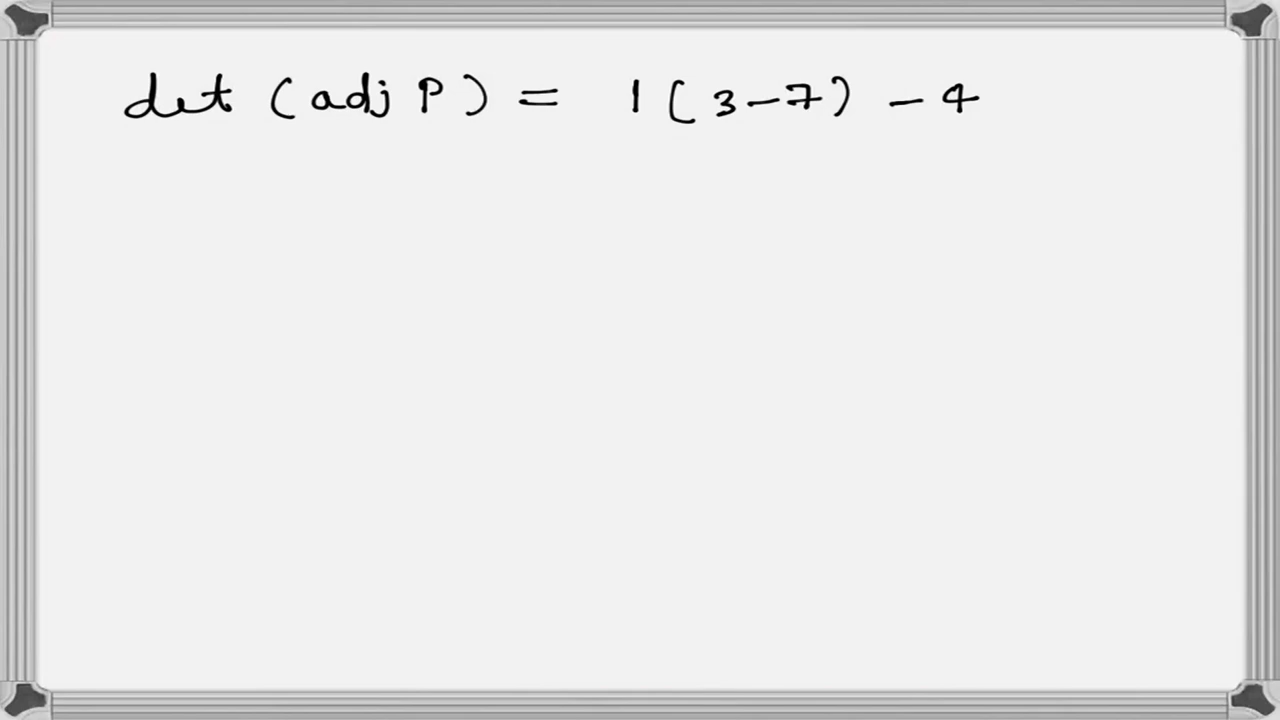 det (adj P) = 1(3-7) - 4